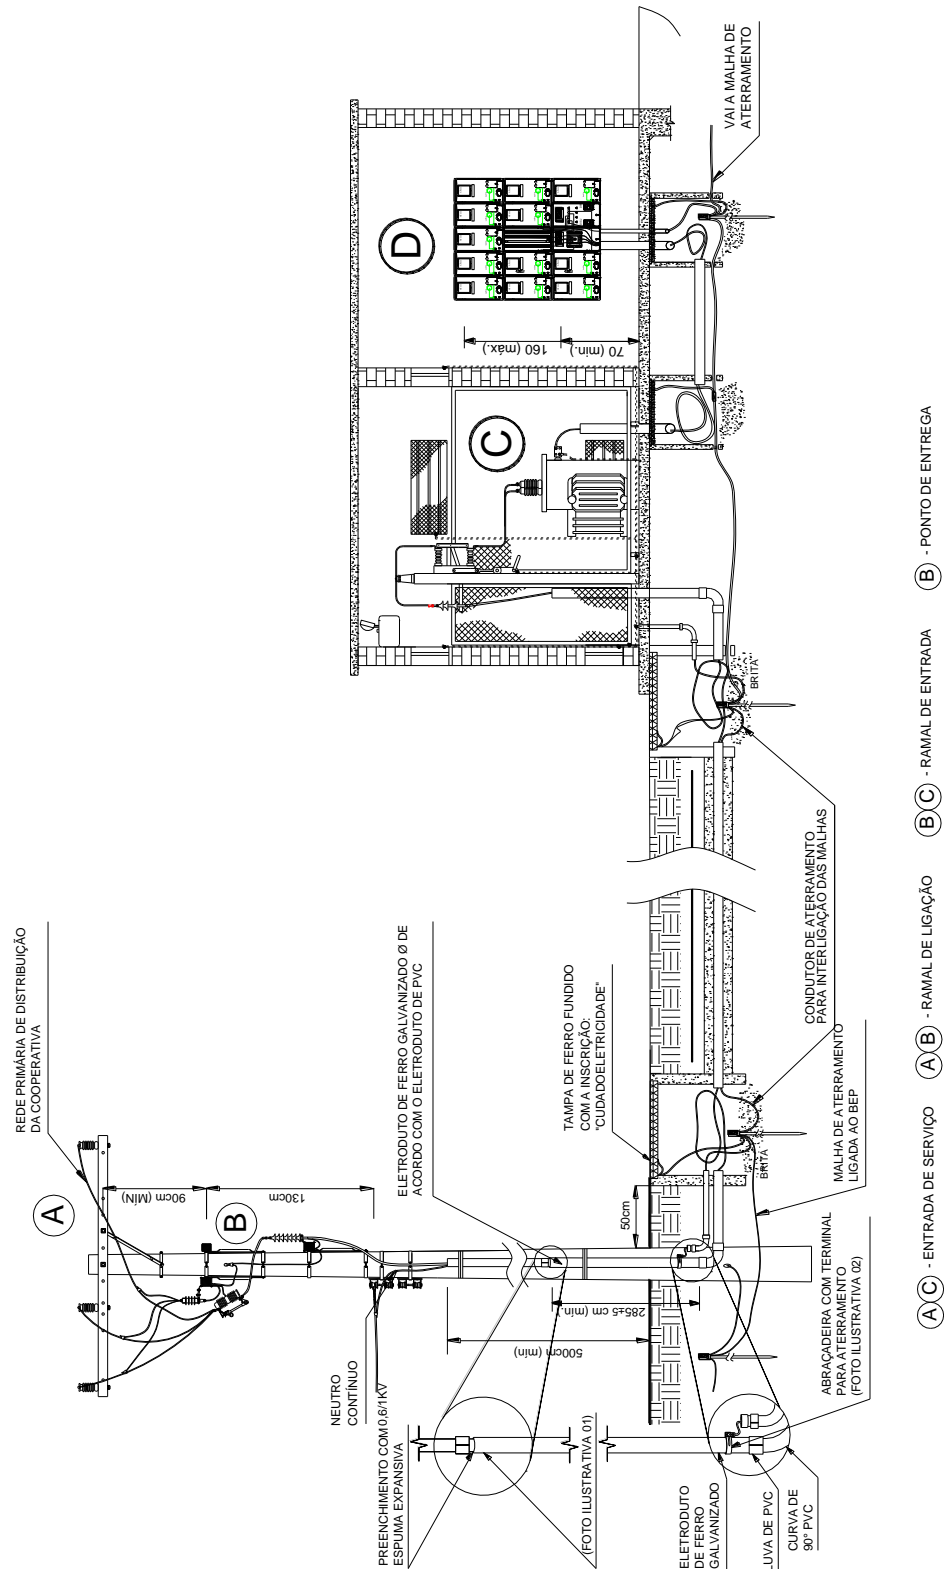 REDE PRIMÁRIA DE DISTRIBUIÇÃO
DA COOPERATIVA
A
90cm (MÍN)
B
130cm
NEUTRO
CONTÍNUO
PREENCHIMENTO COM 0,6/1KV
ESPUMA EXPANSIVA
(FOTO ILUSTRATIVA 01)
ELETRODUTO
DE FERRO
GALVANIZADO
LUVA DE PVC
CURVA DE
90° PVC
500cm (min)
285±5 cm (mín.)
ABRAÇADEIRA COM TERMINAL
PARA ATERRAMENTO
(FOTO ILUSTRATIVA 02)
ELETRODUTO DE FERRO GALVANIZADO Ø DE
ACORDO COM O ELETRODUTO DE PVC
TAMPA DE FERRO FUNDIDO
COM A INSCRIÇÃO:
"CUDADOELETRICIDADE"
50cm
BRITA
MALHA DE ATERRAMENTO
LIGADA AO BEP
CONDUTOR DE ATERRAMENTO
PARA INTERLIGAÇÃO DAS MALHAS
BRITA
C
D
160 (máx.)
70 (min.)
VAI A MALHA DE
ATERRAMENTO
A C - ENTRADA DE SERVIÇO
A B - RAMAL DE LIGAÇÃO
B C - RAMAL DE ENTRADA
B - PONTO DE ENTREGA